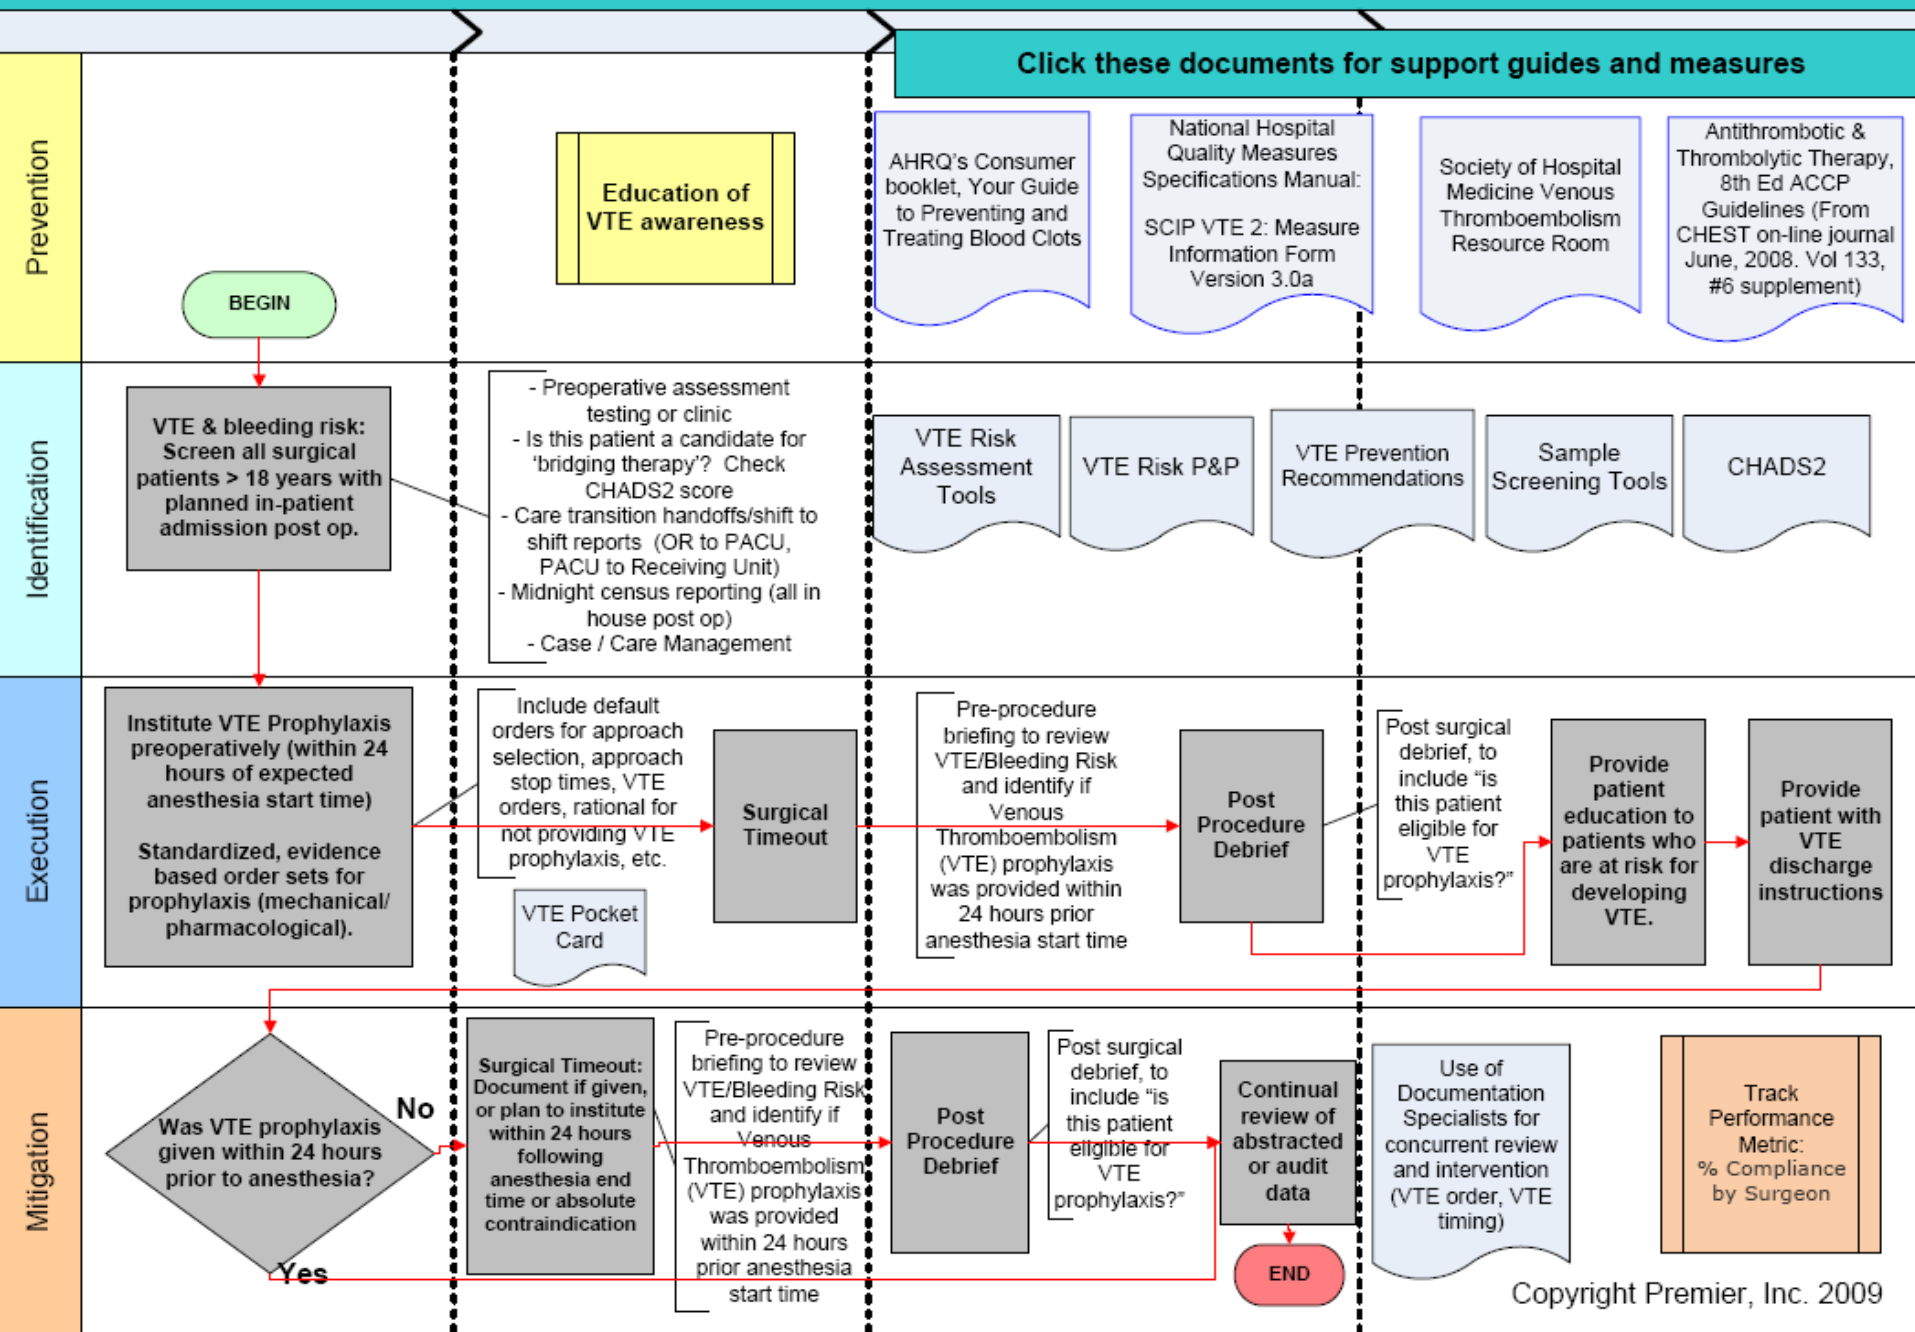 Click these documents for support guides and measures
Prevention
BEGIN
Education of
VTE awareness
AHRQ's Consumer
booklet, Your Guide
to Preventing and
Treating Blood Clots
National Hospital
Quality Measures
Specifications Manual:
SCIP VTE 2: Measure
Information Form
Version 3.0a
Society of Hospital
Medicine Venous
Thromboembolism
Resource Room
Antithrombotic &
Thrombolytic Therapy,
8th Ed ACCP
Guidelines (From
CHEST on-line journal
June, 2008. Vol 133,
#6 supplement)
Identification
VTE & bleeding risk:
Screen all surgical
patients > 18 years with
planned in-patient
admission post op.
- Preoperative assessment
testing or clinic
- Is this patient a candidate for
'bridging therapy'? Check
CHADS2 score
- Care transition handoffs/shift to
shift reports (OR to PACU,
PACU to Receiving Unit)
- Midnight census reporting (all in
house post op)
- Case / Care Management
VTE Risk
Assessment
Tools
VTE Risk P&P
VTE Prevention
Recommendations
Sample
Screening Tools
CHADS2
Execution
Institute VTE Prophylaxis
preoperatively (within 24
hours of expected
anesthesia start time)
Standardized, evidence
based order sets for
prophylaxis (mechanical/
pharmacological).
Include default
orders for approach
selection, approach
stop times, VTE
orders, rational for
not providing VTE
prophylaxis, etc.
VTE Pocket
Card
Surgical
Timeout
Pre-procedure
briefing to review
VTE/Bleeding Risk
and identify if
Venous
Thromboembolism
(VTE) prophylaxis
was provided within
24 hours prior
anesthesia start time
Post
Procedure
Debrief
Post surgical
debrief, to
include "is
this patient
eligible for
VTE
prophylaxis?"
Provide
patient
education to
patients who
are at risk for
developing
VTE.
Provide
patient with
VTE
discharge
instructions
Mitigation
Was VTE prophylaxis
given within 24 hours
prior to anesthesia?
No
Yes
Surgical Timeout:
Document if given,
or plan to institute
within 24 hours
following
anesthesia end
time or absolute
contraindication
Pre-procedure
briefing to review
VTE/Bleeding Risk
and identify if
Venous
Thromboembolism
(VTE) prophylaxis
was provided
within 24 hours
prior anesthesia
start time
Post
Procedure
Debrief
Post surgical
debrief, to
include "is
this patient
eligible for
VTE
prophylaxis?"
Continual
review of
abstracted
or audit
data
END
Use of
Documentation
Specialists for
concurrent review
and intervention
(VTE order, VTE
timing)
Track
Performance
Metric:
% Compliance
by Surgeon
Copyright Premier, Inc. 2009